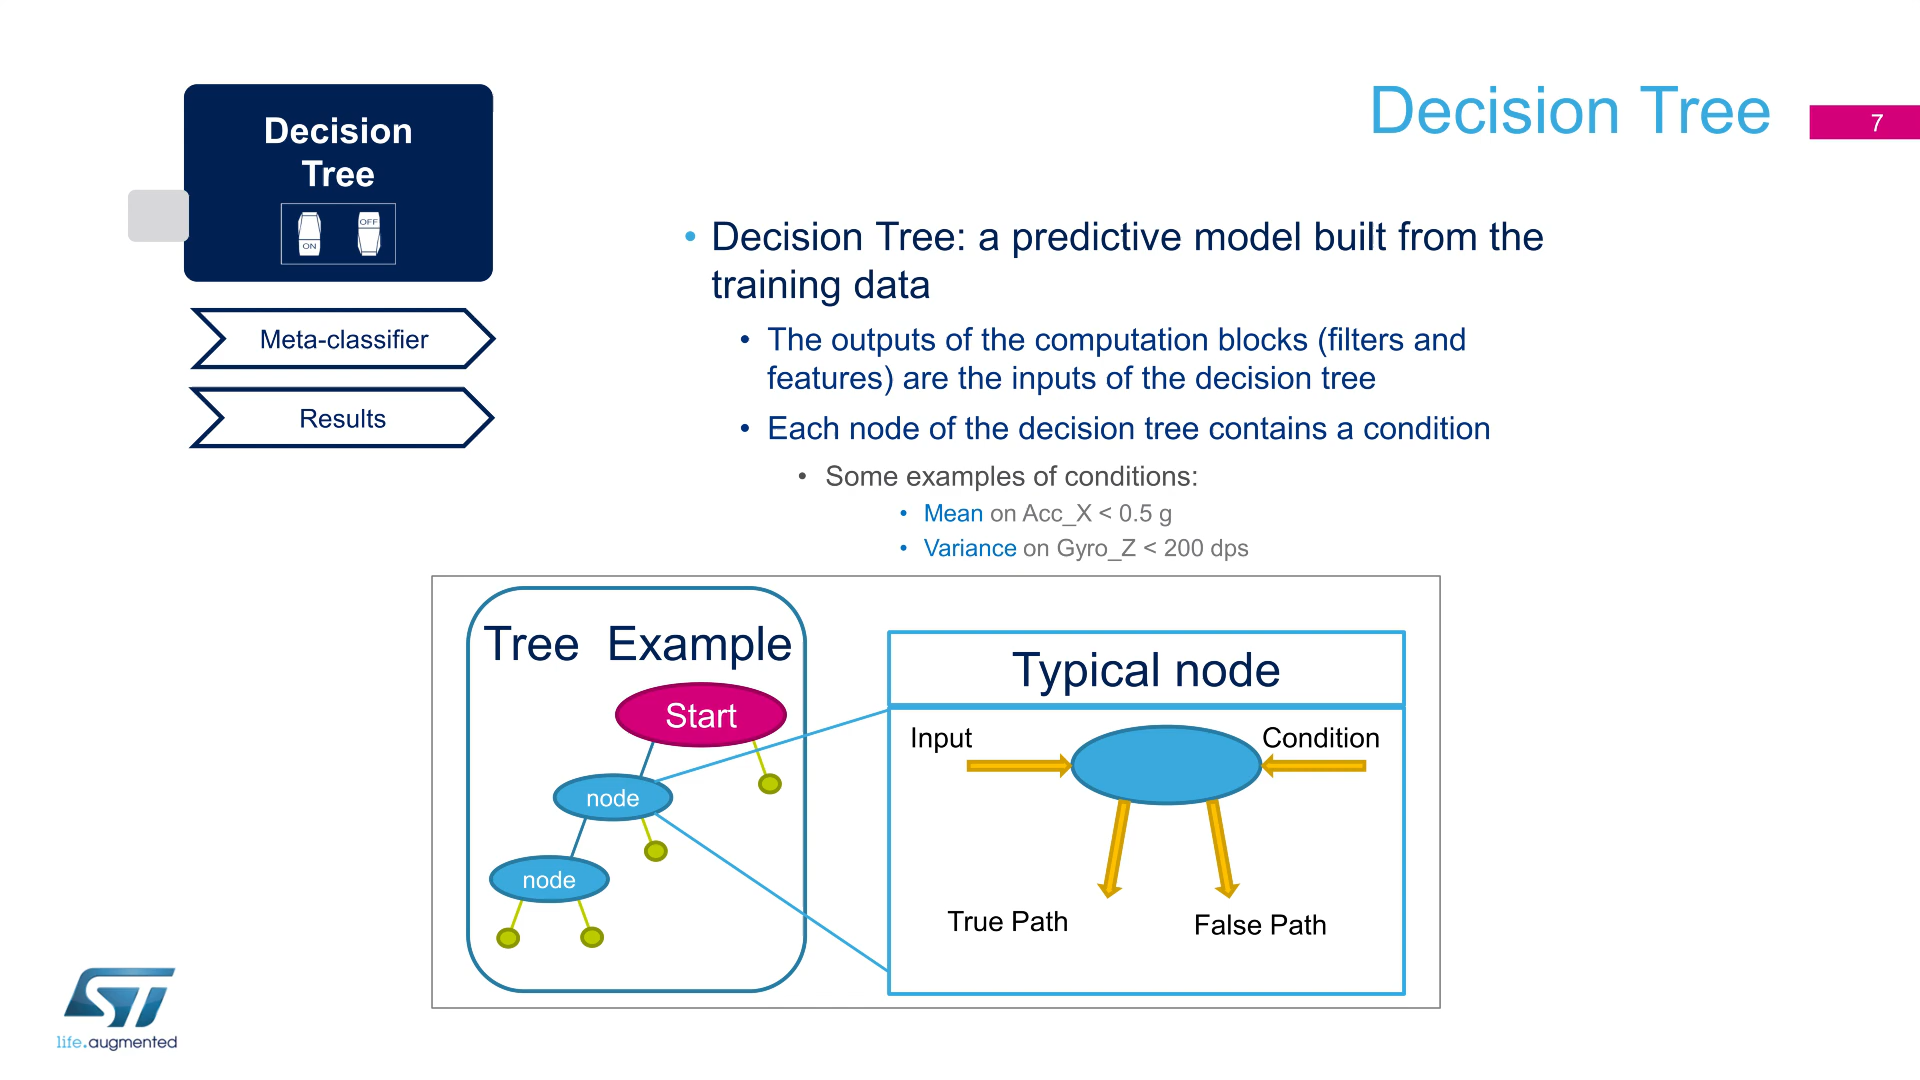 Decision Tree
7
Decision
Tree
ON
OFF
Meta-classifier
Results
• Decision Tree: a predictive model built from the
training data
• The outputs of the computation blocks (filters and
features) are the inputs of the decision tree
• Each node of the decision tree contains a condition
• Some examples of conditions:
• Mean on Acc_X < 0.5 g
• Variance on Gyro_Z < 200 dps
Tree Example
Start
node
node
Typical node
Input
Condition
True Path
False Path
ST
life.augmented